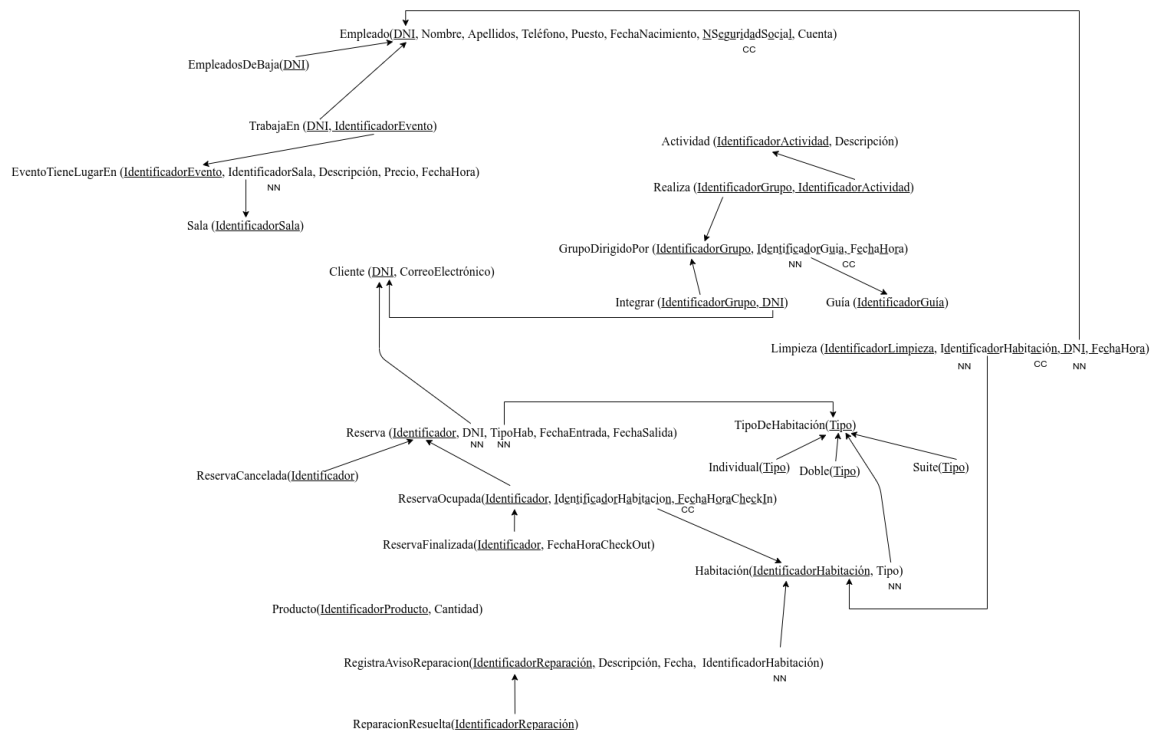 Empleado(DNI, Nombre, Apellidos, Teléfono, Puesto, FechaNacimiento, NSeguridadSocial, Cuenta)
CC
EmpleadosDeBaja(DNI)
TrabajaEn (DNI, IdentificadorEvento)
Actividad (IdentificadorActividad, Descripción)
EventoTieneLugarEn (IdentificadorEvento, IdentificadorSala, Descripción, Precio, FechaHora)
NN
Realiza (IdentificadorGrupo, IdentificadorActividad)
Sala (IdentificadorSala)
GrupoDirigidoPor (IdentificadorGrupo, IdentificadorGuia, FechaHora)
NN CC
Cliente (DNI, CorreoElectrónico)
Integrar (IdentificadorGrupo, DNI)
Guía (IdentificadorGuía)
Limpieza (IdentificadorLimpieza, IdentificadorHabitación, DNI, FechaHora)
NN CC NN
TipoDeHabitación(Tipo)
Reserva (Identificador, DNI, TipoHab, FechaEntrada, FechaSalida)
NN NN
Individual(Tipo)
Doble(Tipo)
Suite(Tipo)
ReservaCancelada(Identificador)
ReservaOcupada(Identificador, IdentificadorHabitacion, FechaHoraCheckIn)
CC
ReservaFinalizada(Identificador, FechaHoraCheckOut)
Habitación(IdentificadorHabitación, Tipo)
NN
Producto(IdentificadorProducto, Cantidad)
RegistraAvisoReparacion(IdentificadorReparación, Descripción, Fecha, IdentificadorHabitación)
NN
ReparacionResuelta(IdentificadorReparación)